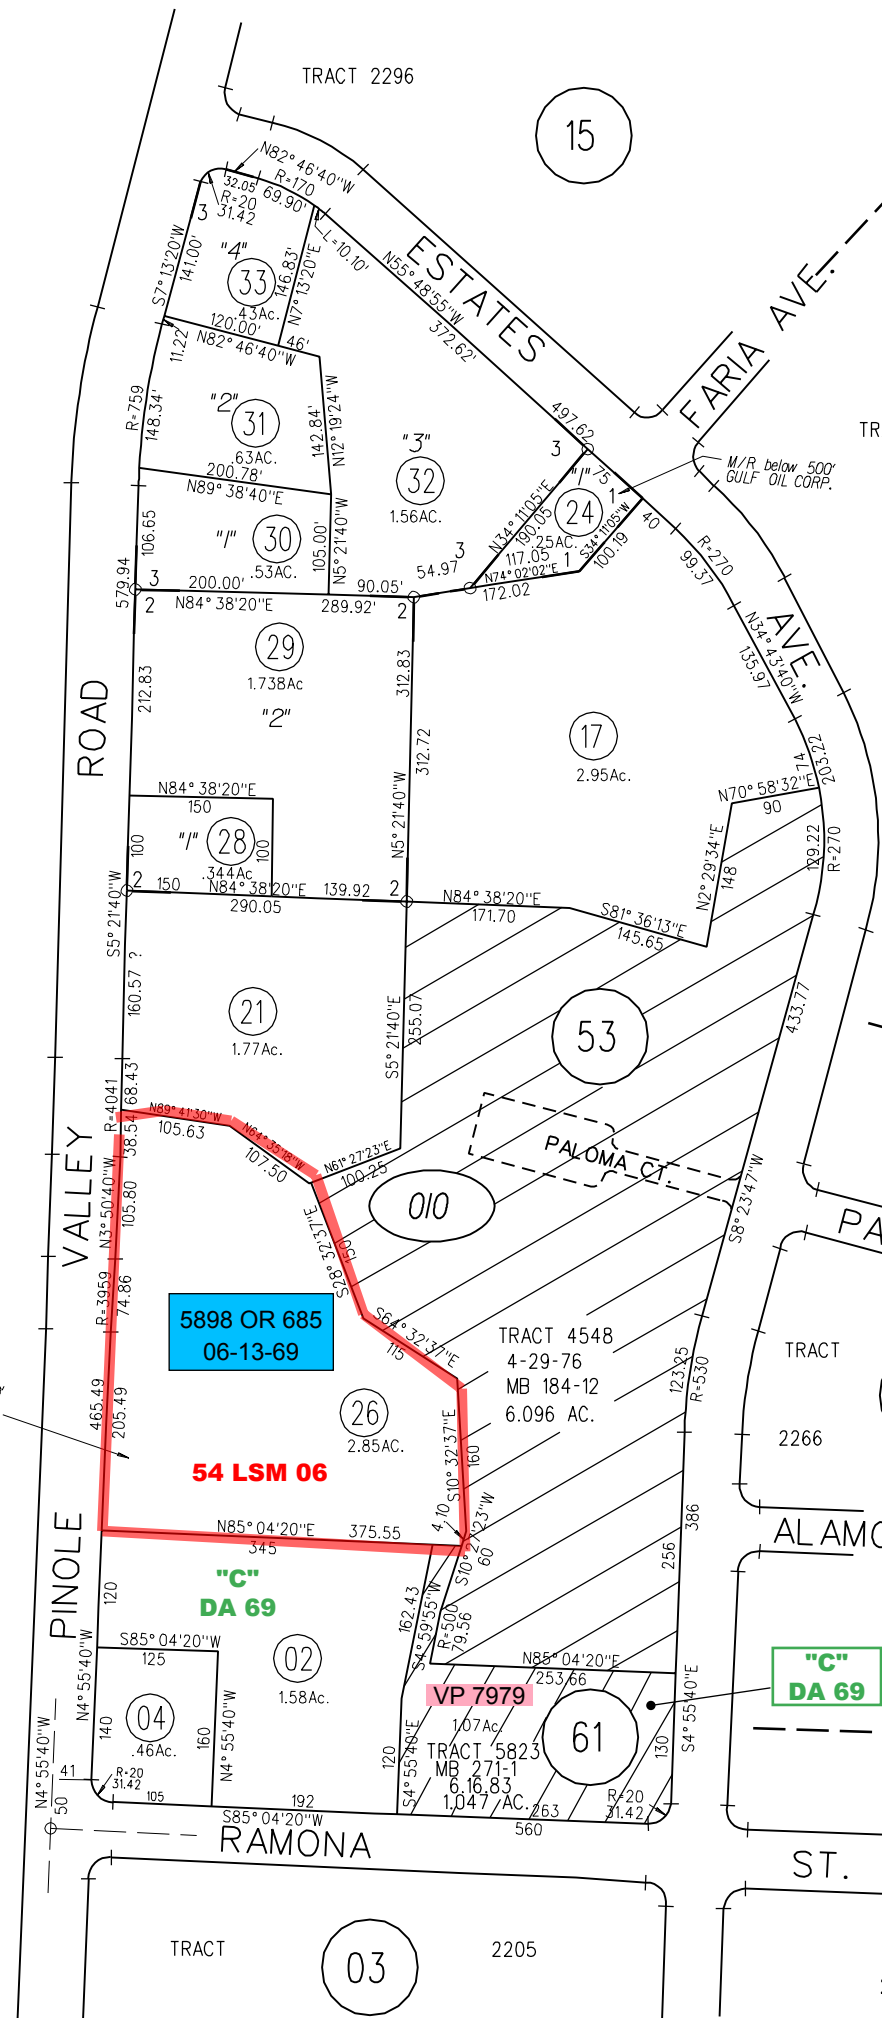 TRACT 2296
15
N82°46'40"W
R=170
32.05
69.90'
R=20
31.42
3
"4"
33
.43Ac.
S7°13'20"W
141.00'
146.83'
N7°13'20"E
L=10.10'
120.00'
46'
N82°46'40"W
11.22
ESTATES
N55°48'55"W
372.62'
497.62
FARIA AVE.
TR
R=759
148.34'
"2"
31
.63AC.
200.78'
N89°38'40"E
142.84'
N12°19'24"W
"3"
32
1.56AC.
3
"1"
75
1
24
.25AC.
M/R below 500'
GULF OIL CORP.
N34°11'05"E
190.05
S34°11'05"W
100.19
117.05
1
N74°02'02"E
172.02
3
54.97
40
R=270
99.37
106.65
"1"
30
.53AC.
105.00'
N5°21'40"W
579.94
3
200.00'
90.05'
2
N84°38'20"E
289.92'
2
29
1.738Ac
"2"
212.83
312.83
312.72
N5°21'40"W
17
2.95Ac.
AVE.
N34°43'40"W
135.97
74
203.22
N70°58'32"E
90
129.22
R=270
N2°29'34"E
148
ROAD
N84°38'20"E
150
100
"1"
28
.344Ac
100
2
150
N84°38'20"E
139.92
2
290.05
N84°38'20"E
171.70
S81°36'13"E
145.65
S5°21'40"W
160.57 ?
21
1.77Ac.
S5°21'40"E
255.07
53
433.77
R=4041
68.43
38.54
N89°41'30"W
105.63
N64°35'18"W
107.50
N61°27'23"E
100.25
PALOMA CT.
010
S8°23'47"W
PA
VALLEY
N3°50'40"W
105.80
R=3959
74.86
S28°32'37"E
150
S64°32'37"E
115
5898 OR 685
06-13-69
TRACT 4548
4-29-76
MB 184-12
6.096 AC.
123.25
R=530
TRACT
2266
465.49
205.49
26
2.85AC.
54 LSM 06
S10°32'37"E
160
4.10
60
N85°04'20"E
375.55
345
386
256
ALAMO
PINOLE
"C"
DA 69
120
162.43
S4°59'55"W
R=500
79.56
S85°04'20"W
125
02
1.58Ac.
N85°04'20"E
253.66
"C"
DA 69
N4°55'40"W
04
.46Ac.
140
160
N4°55'40"W
VP 7979
1.07Ac.
61
TRACT 5823
MB 271-1
6.16.83
1.047 AC.
120
S4°55'40"E
130
S4°55'40"E
N4°55'40"W
41
50
R=20
31.42
105
192
S85°04'20"W
263
560
R=20
31.42
RAMONA
ST.
TRACT
2205
03